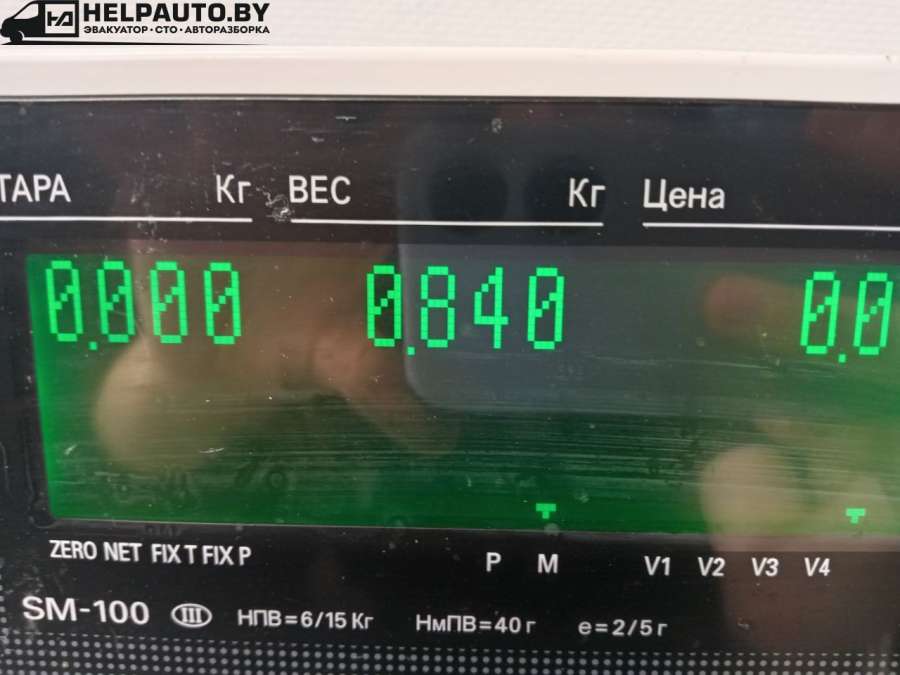 HELPAUTO.BY
ЭВАКУАТОР · СТО · АВТОРАЗБОРКА
ТАРА Кг ВЕС Кг Цена
0.000 0.840 0.0
ZERO NET FIX T FIX P P M V1 V2 V3 V4
SM-100 III НПВ=6/15 Кг НмПВ=40 г е=2/5 г